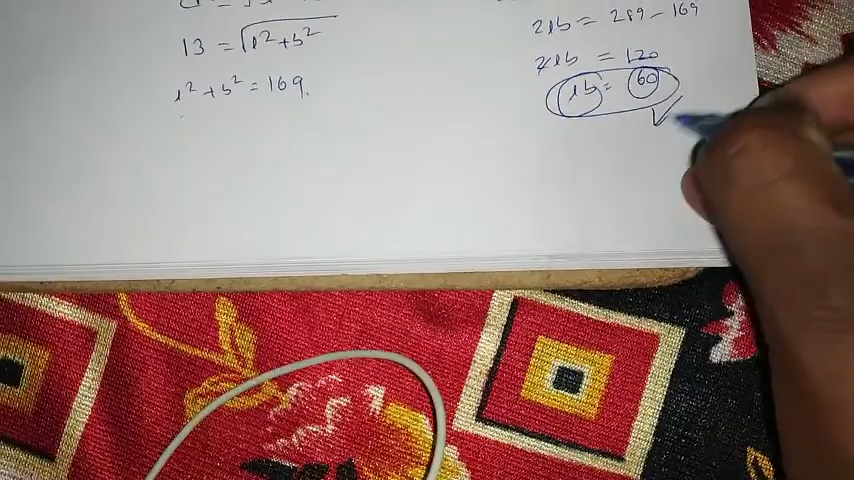 13 = √l²+b²
l²+b² = 169.
2lb = 289 - 169
2lb = 120
lb = 60